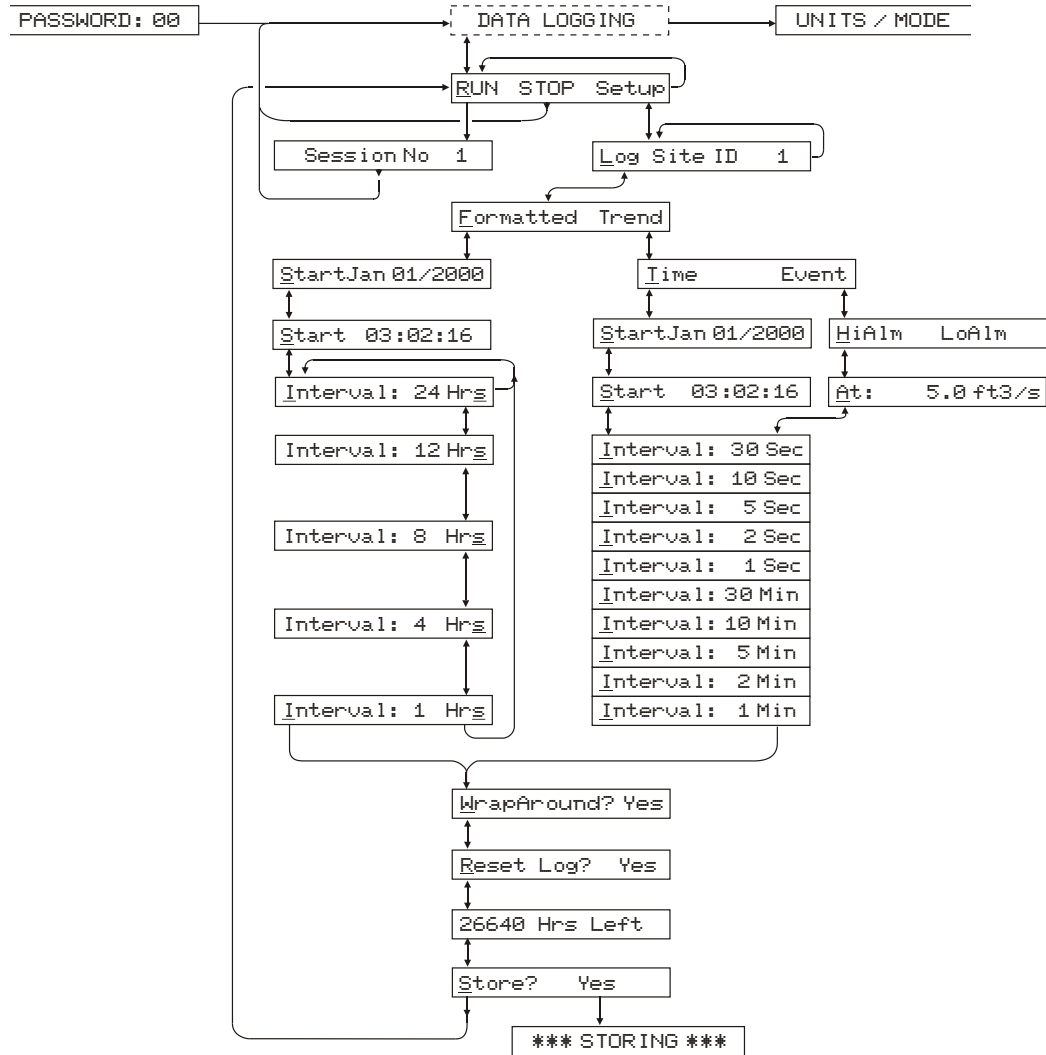 PASSWORD: 00
DATA LOGGING
UNITS / MODE
RUN STOP Setup
Session No 1
Log Site ID 1
Formatted Trend
StartJan 01/2000
Time Event
Start 03:02:16
StartJan 01/2000
HiAlm LoAlm
Interval: 24 Hrs
Start 03:02:16
At: 5.0 ft3/s
Interval: 12 Hrs
Interval: 8 Hrs
Interval: 4 Hrs
Interval: 1 Hrs
Interval: 30 Sec
Interval: 10 Sec
Interval: 5 Sec
Interval: 2 Sec
Interval: 1 Sec
Interval: 30 Min
Interval: 10 Min
Interval: 5 Min
Interval: 2 Min
Interval: 1 Min
WrapAround? Yes
Reset Log? Yes
26640 Hrs Left
Store? Yes
*** STORING ***